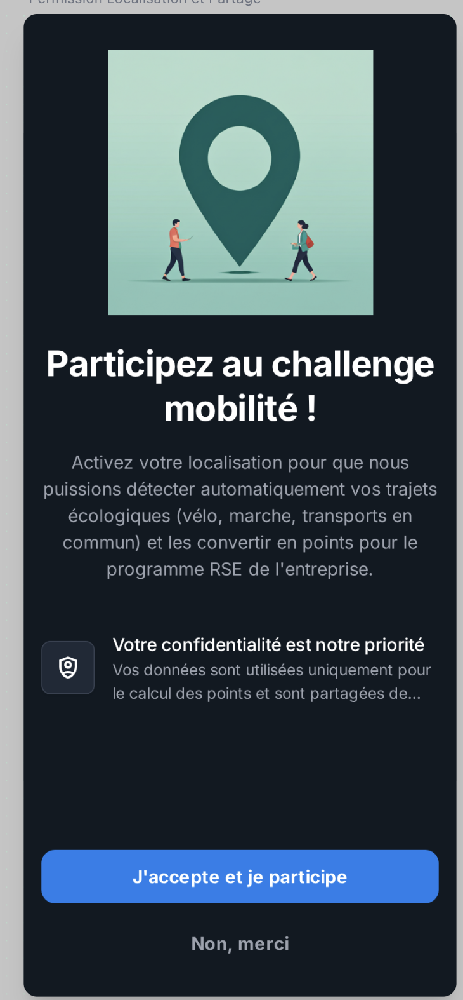 Permission Localisation et Partage
Participez au challenge
mobilité !
Activez votre localisation pour que nous
puissions détecter automatiquement vos trajets
écologiques (vélo, marche, transports en
commun) et les convertir en points pour le
programme RSE de l'entreprise.
Votre confidentialité est notre priorité
Vos données sont utilisées uniquement pour
le calcul des points et sont partagées de...
J'accepte et je participe
Non, merci